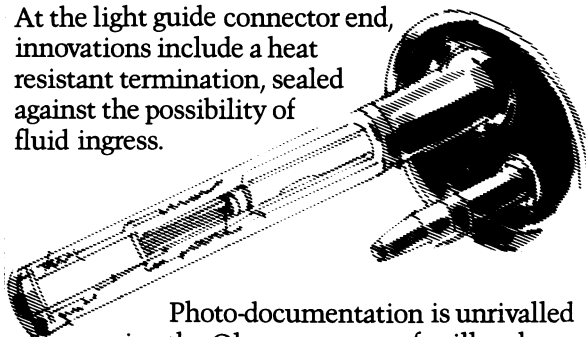 At the light guide connector end,
innovations include a heat
resistant termination, sealed
against the possibility of
fluid ingress.
Photo-documentation is unrivalled